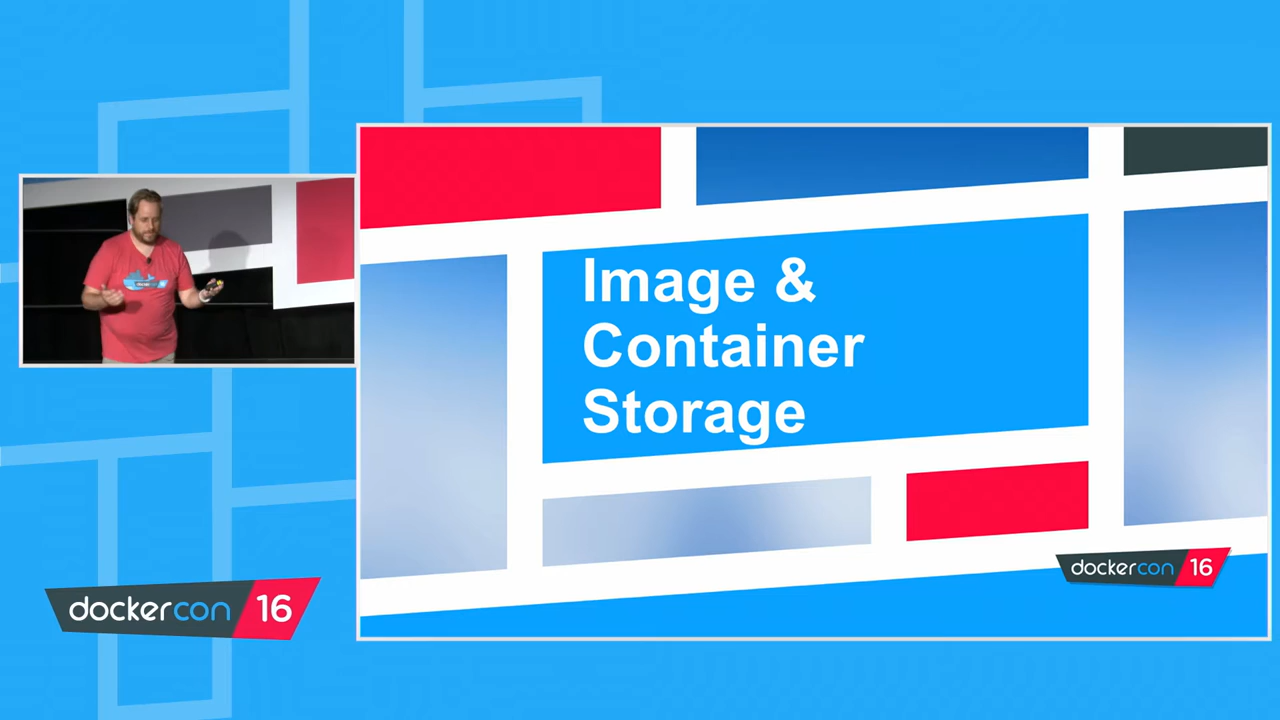 Image &
Container
Storage
dockercon 16
dockercon 16